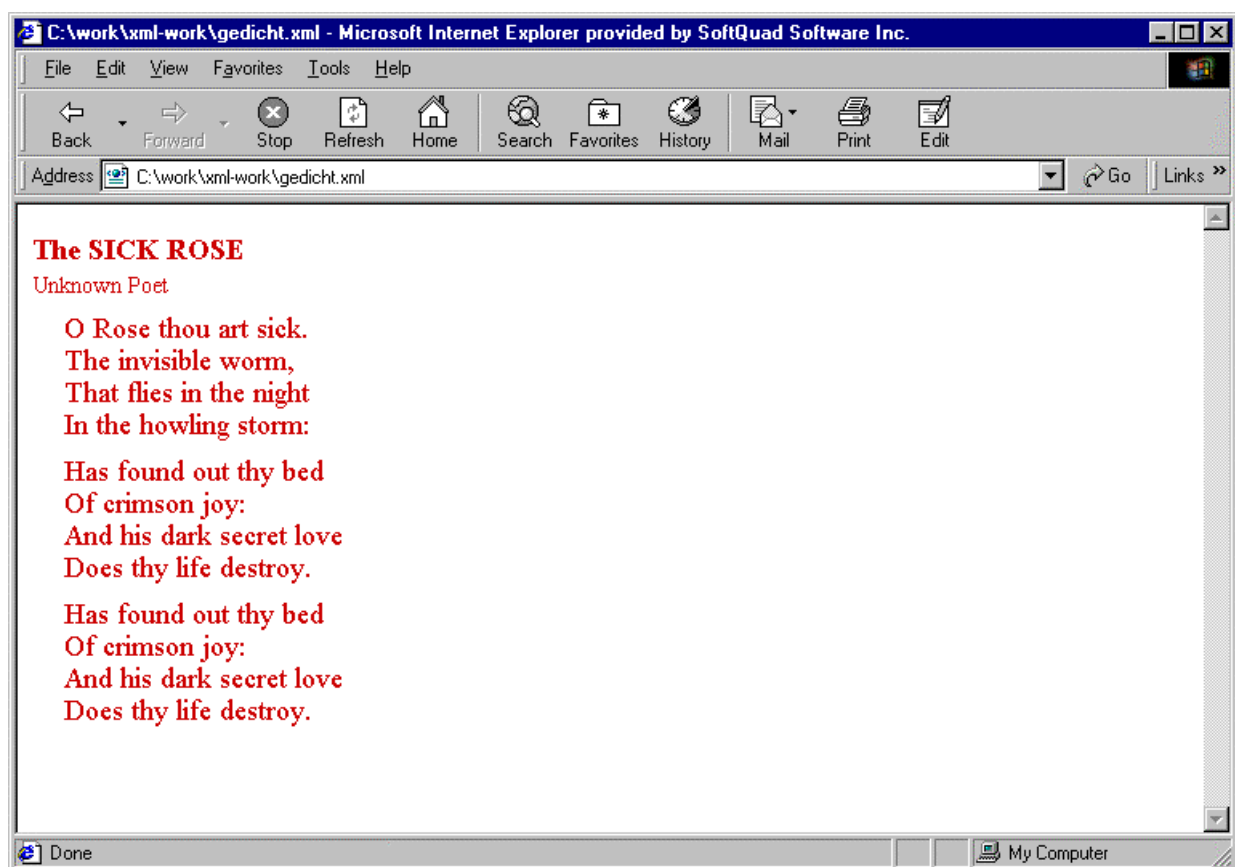 C:\work\xml-work\gedicht.xml - Microsoft Internet Explorer provided by SoftQuad Software Inc.
File Edit View Favorites Tools Help
Back Forward Stop Refresh Home Search Favorites History Mail Print Edit
Address C:\work\xml-work\gedicht.xml Go Links »
The SICK ROSE
Unknown Poet
O Rose thou art sick.
The invisible worm,
That flies in the night
In the howling storm:
Has found out thy bed
Of crimson joy:
And his dark secret love
Does thy life destroy.
Has found out thy bed
Of crimson joy:
And his dark secret love
Does thy life destroy.
Done My Computer